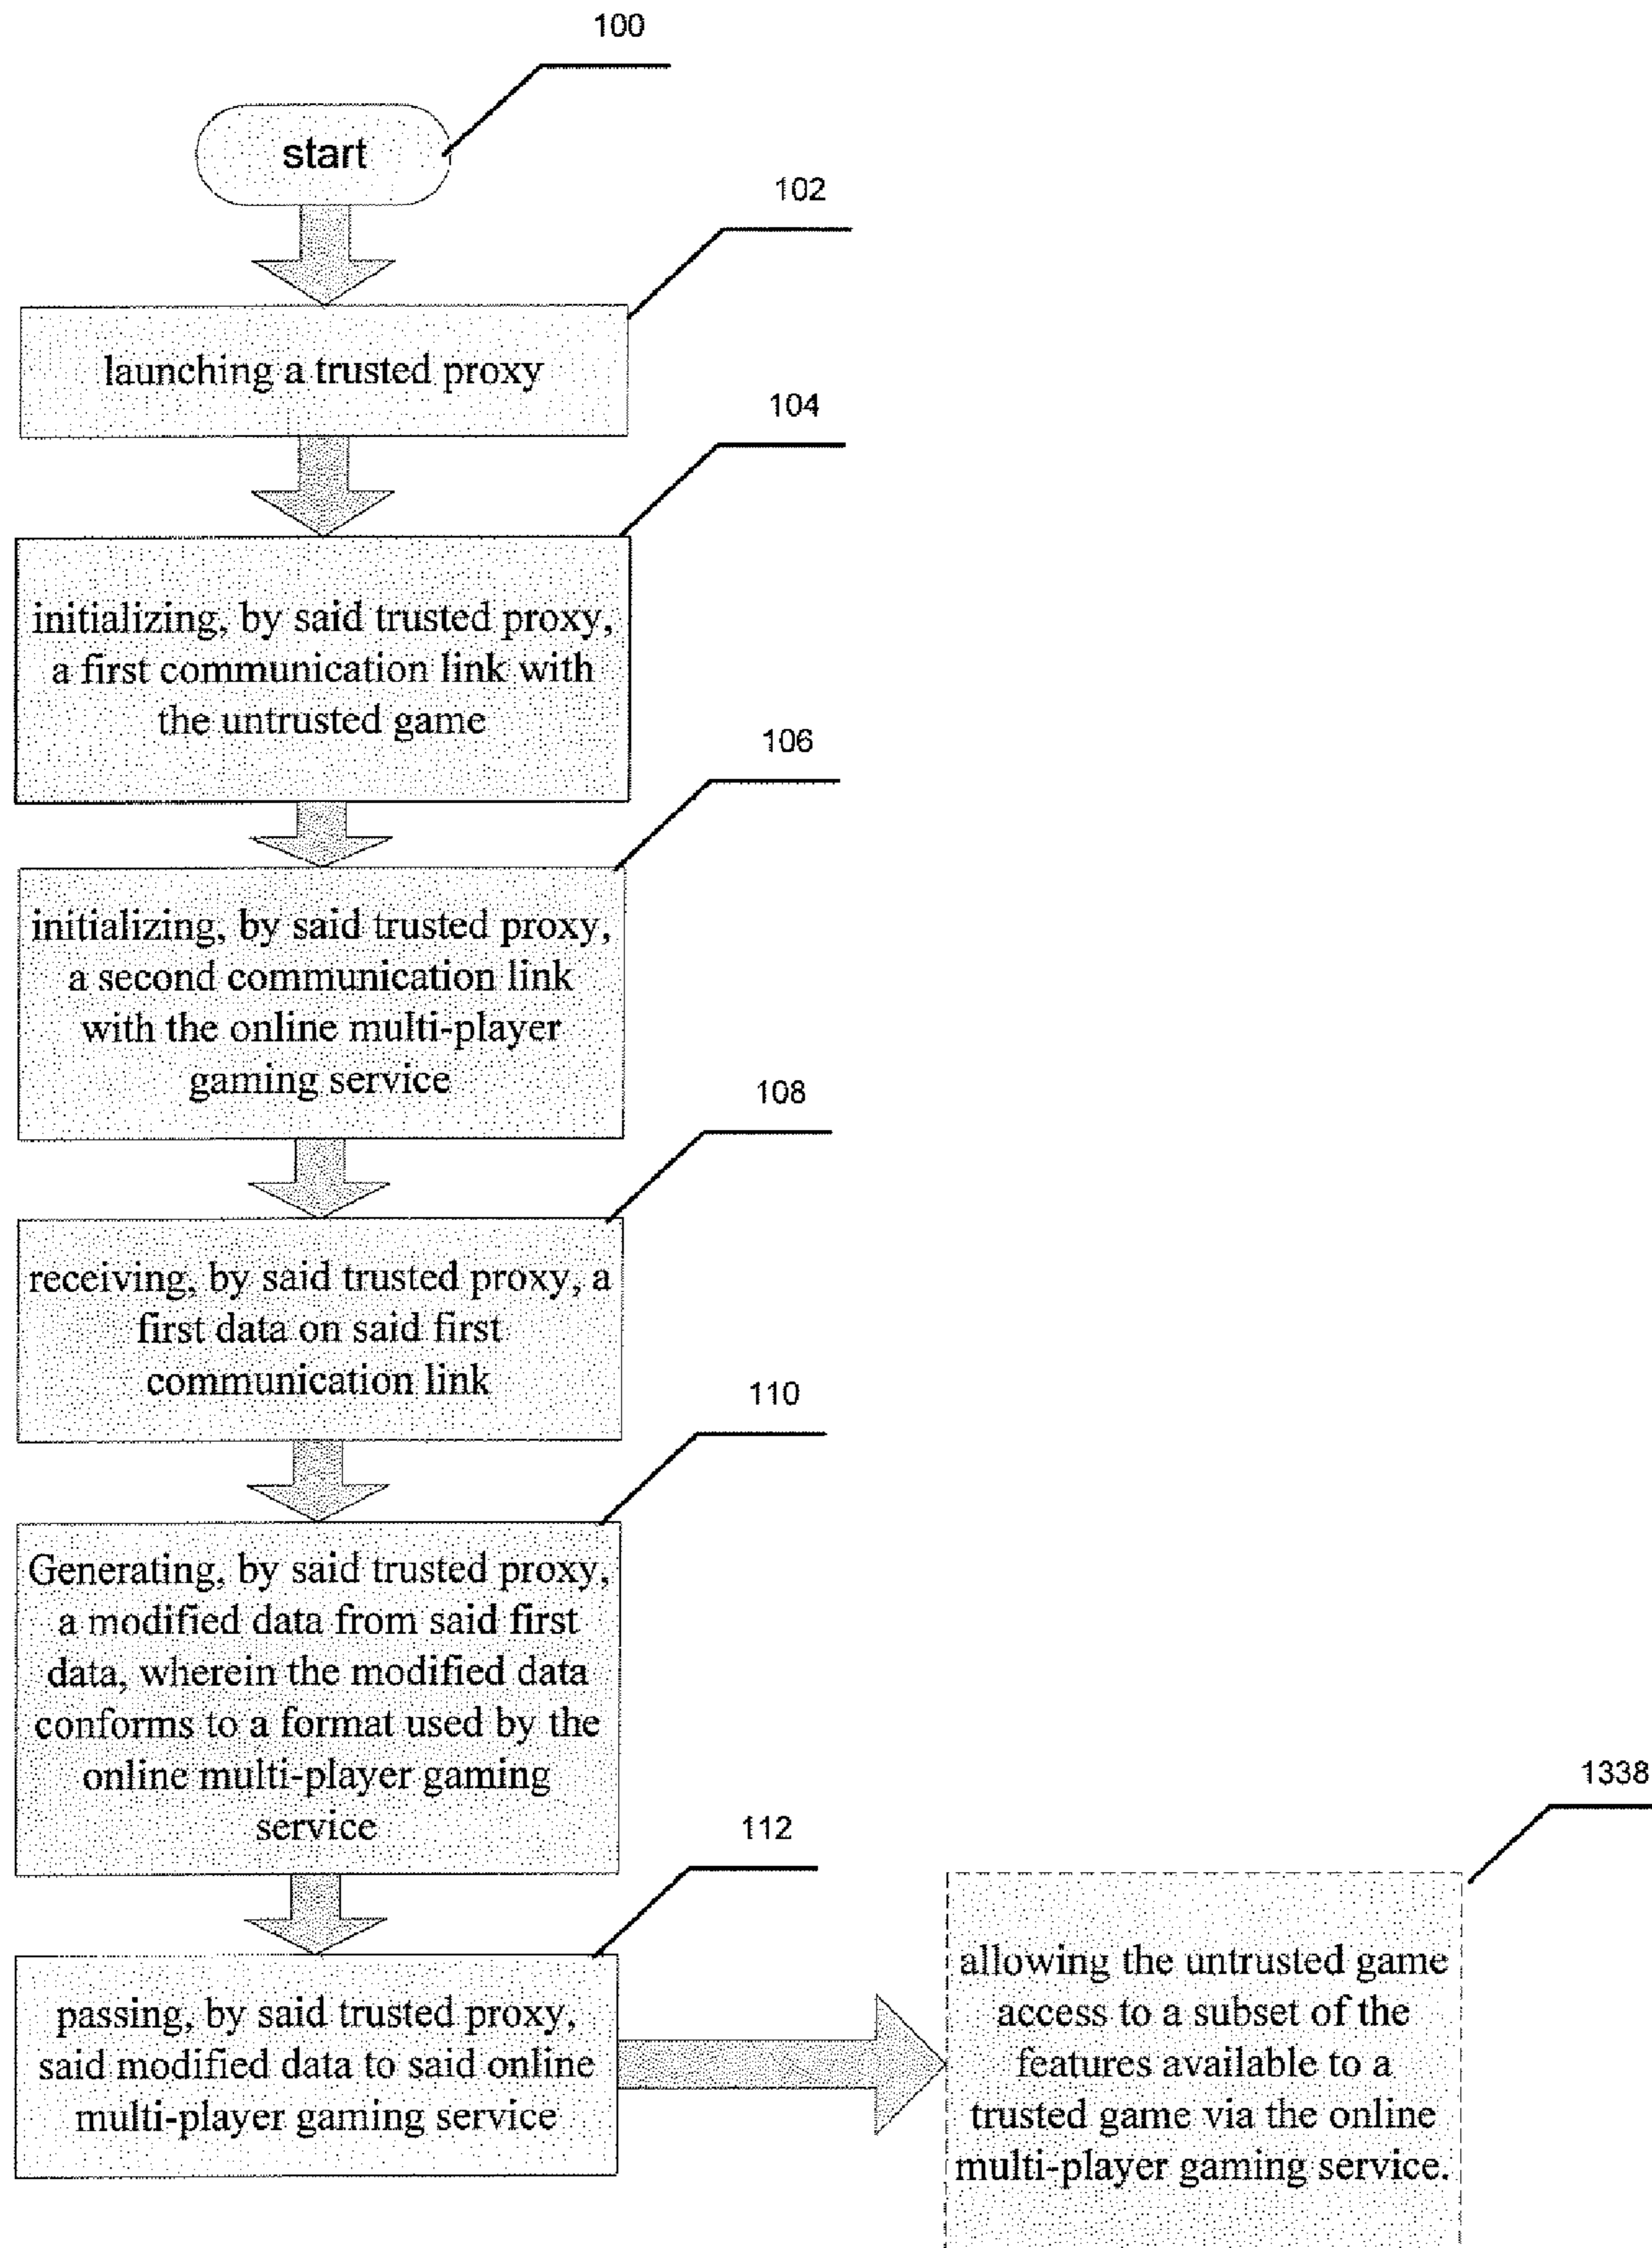 100
start
102
launching a trusted proxy
104
initializing, by said trusted proxy,
a first communication link with
the untrusted game
106
initializing, by said trusted proxy,
a second communication link
with the online multi-player
gaming service
108
receiving, by said trusted proxy, a
first data on said first
communication link
110
Generating, by said trusted proxy,
a modified data from said first
data, wherein the modified data
conforms to a format used by the
online multi-player gaming
service
112
passing, by said trusted proxy,
said modified data to said online
multi-player gaming service
1338
allowing the untrusted game
access to a subset of the
features available to a
trusted game via the online
multi-player gaming service.